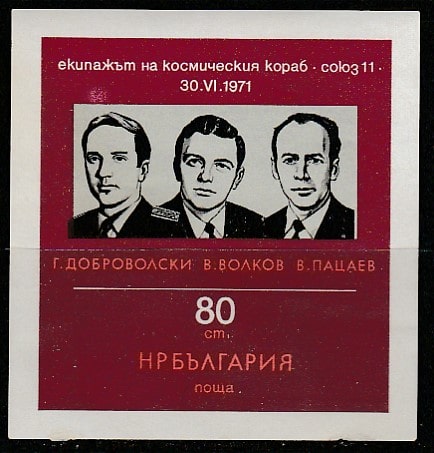 екипажът на космическия кораб · союз 11 ·
30.VI.1971
Г. ДОБРОВОЛСКИ В. ВОЛКОВ В. ПАЦАЕВ
80
ст.
НРБЪЛГАРИЯ
поща